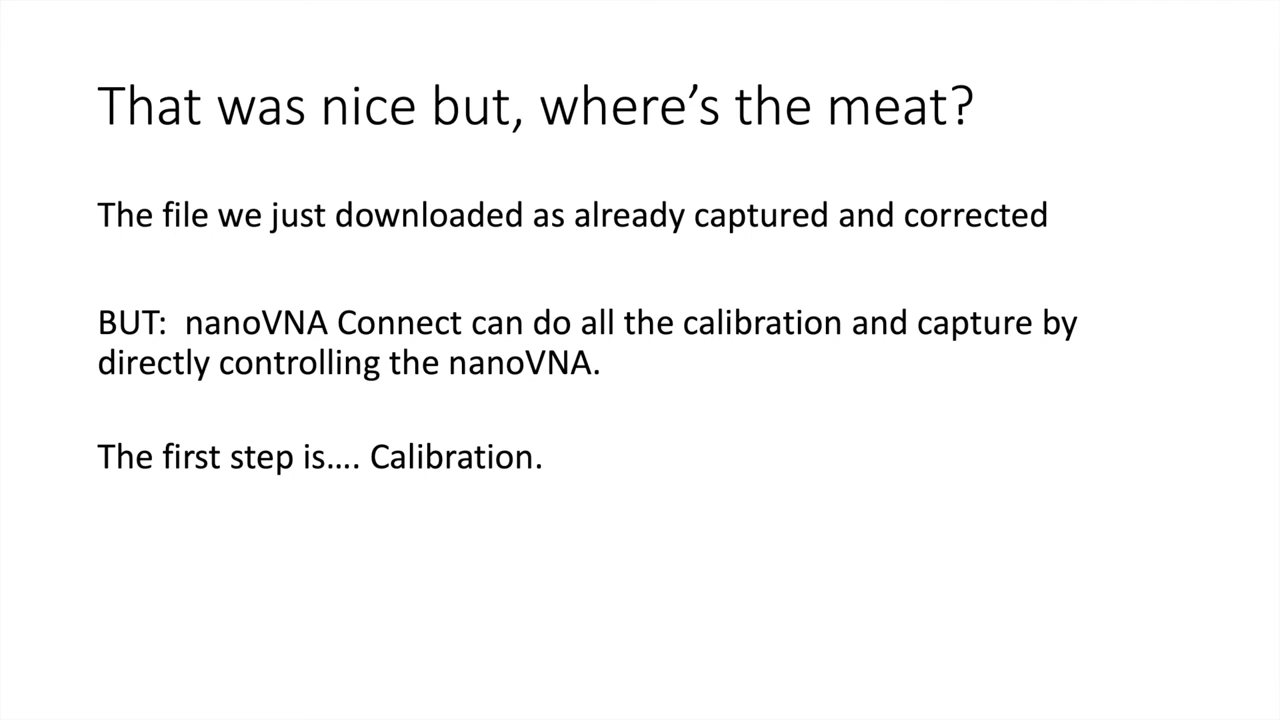 That was nice but, where’s the meat?
The file we just downloaded as already captured and corrected
BUT:  nanoVNA Connect can do all the calibration and capture by
directly controlling the nanoVNA.
The first step is…. Calibration.